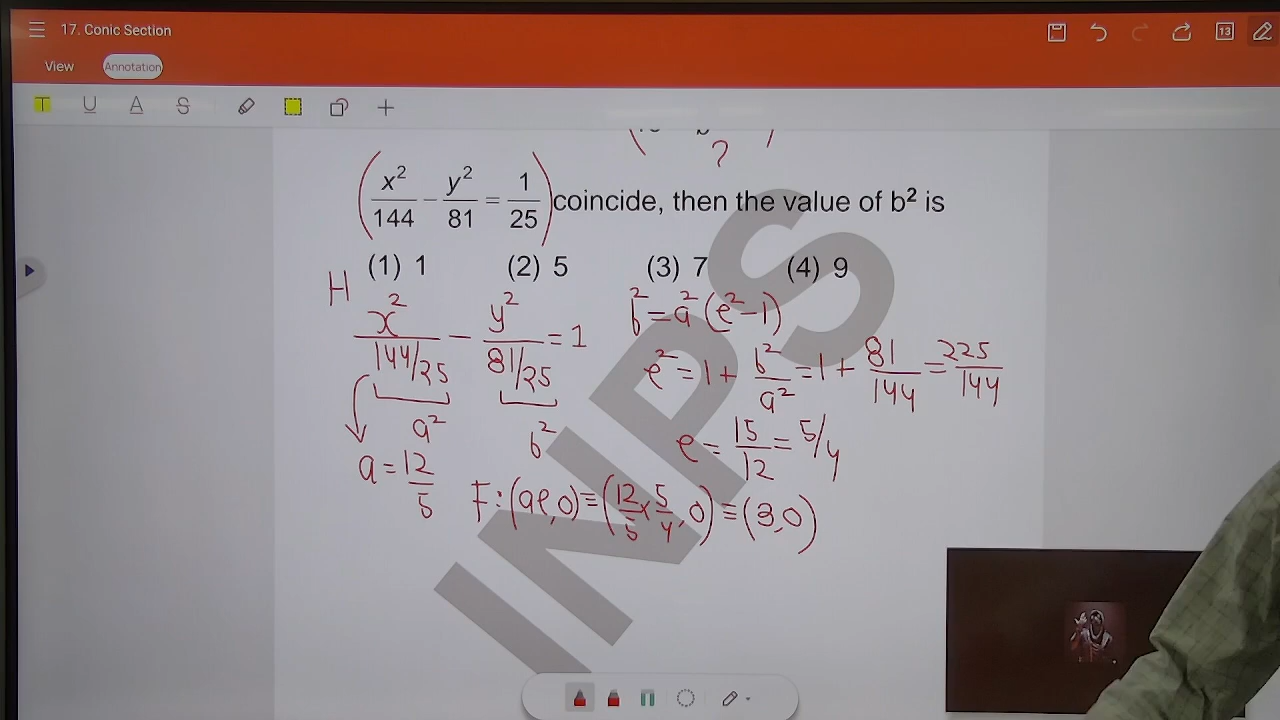 17. Conic Section
13
View
Annotation
T U A S
?
(x²/144 − y²/81 = 1/25) coincide, then the value of b² is
(1) 1 (2) 5 (3) 7 (4) 9
H
x²/(144/25) − y²/(81/25) = 1
a² b²
a = 12/5
b² = a²(e²−1)
e² = 1 + b²/a² = 1 + 81/144 = 225/144
e = 15/12 = 5/4
F : (ae,0) ≡ (12/5 × 5/4, 0) ≡ (3,0)
INPS